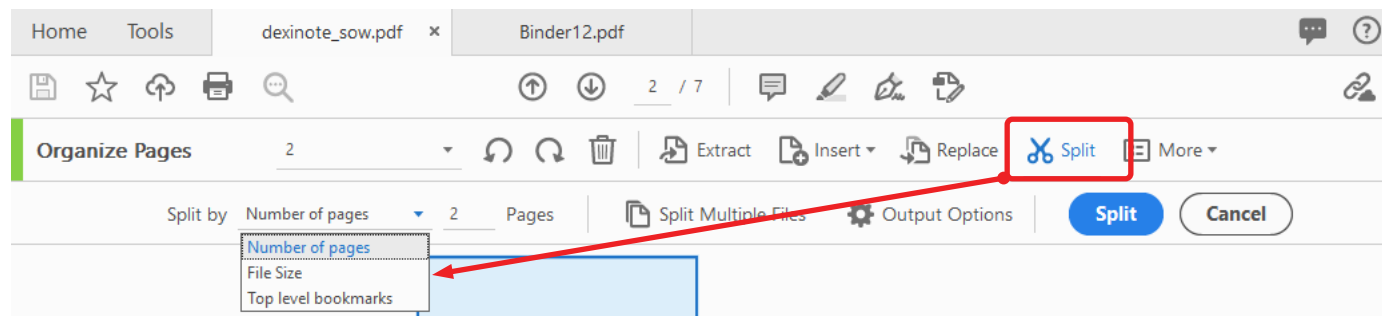 Home Tools dexinote_sow.pdf × Binder12.pdf ?
2 / 7
Organize Pages 2 Extract Insert Replace Split More
Split by Number of pages 2 Pages Split Multiple Files Output Options Split Cancel
Number of pages
File Size
Top level bookmarks